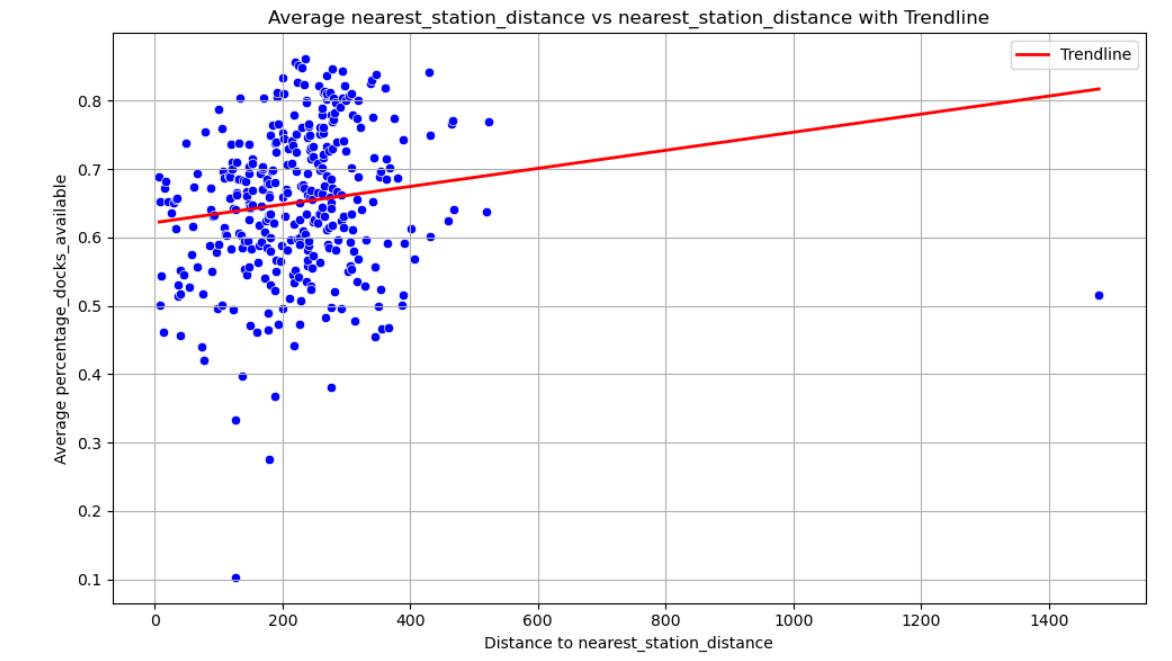 Average nearest_station_distance vs nearest_station_distance with Trendline
Trendline
0.8
0.7
0.6
0.5
0.4
0.3
0.2
0.1
Average percentage_docks_available
0 200 400 600 800 1000 1200 1400
Distance to nearest_station_distance